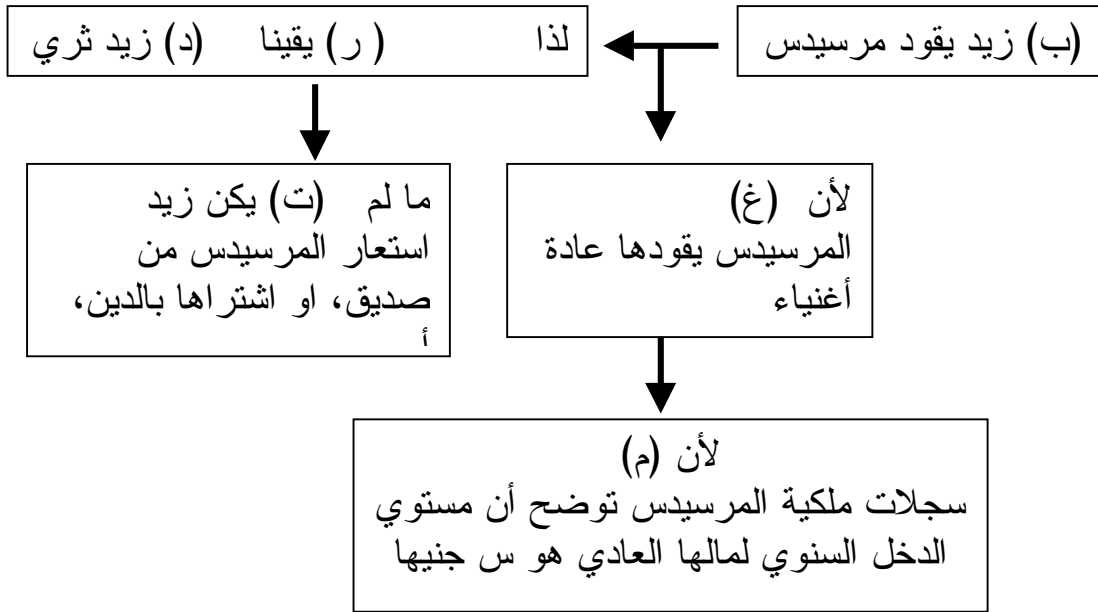 (ب) زيد يقود مرسيدس
لذا ( ر) يقينا (د) زيد ثري
لأن (غ)
المرسيدس يقودها عادة
أغنياء
ما لم (ت) يكن زيد
استعار المرسيدس من
صديق، او اشتراها بالدين،
لأن (م)
سجلات ملكية المرسيدس توضح أن مستوي
الدخل السنوي لمالها العادي هو س جنيها